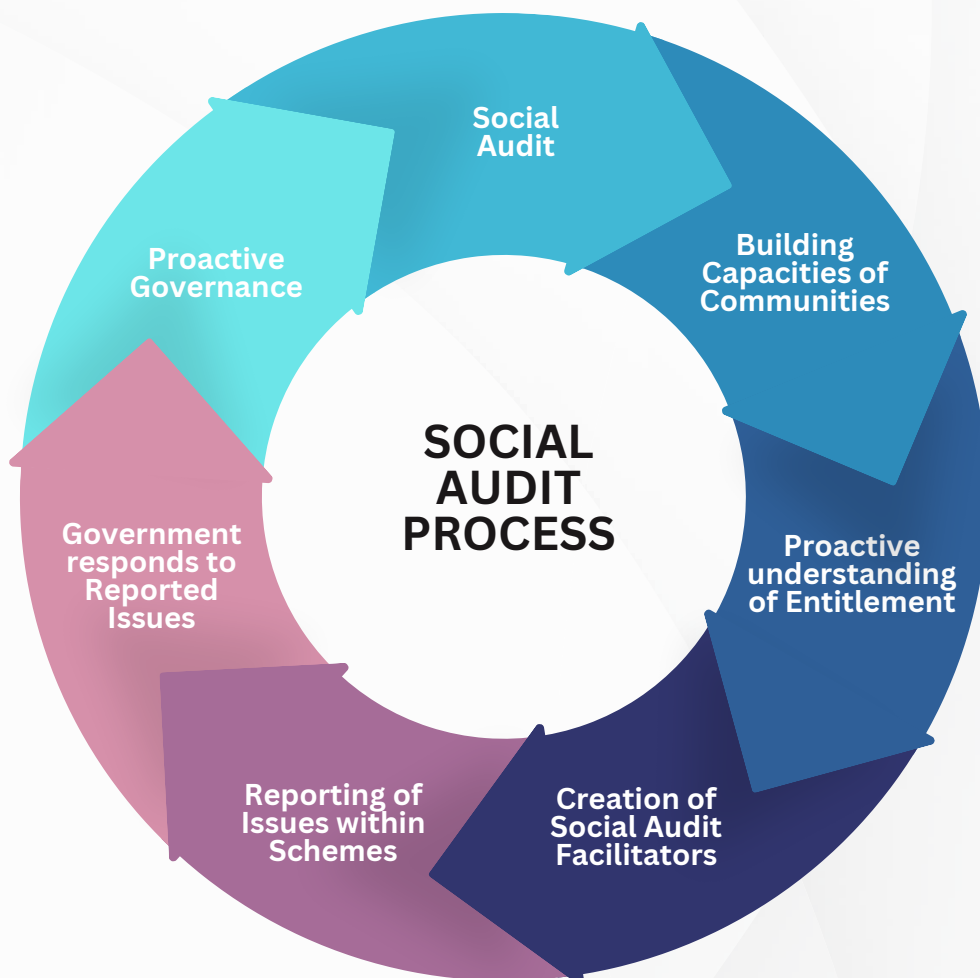 SOCIAL
AUDIT
PROCESS
Social
Audit
Building
Capacities of
Communities
Proactive
understanding
of Entitlement
Creation of
Social Audit
Facilitators
Reporting of
Issues within
Schemes
Government
responds to
Reported
Issues
Proactive
Governance